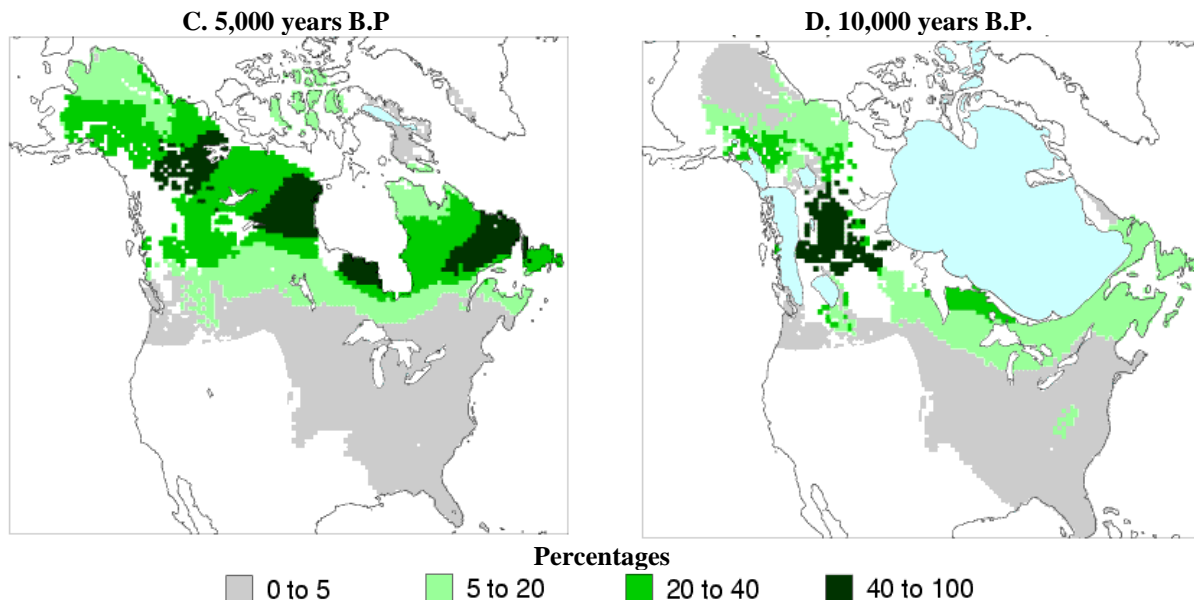 C. 5,000 years B.P
D. 10,000 years B.P.
Percentages
0 to 5
5 to 20
20 to 40
40 to 100